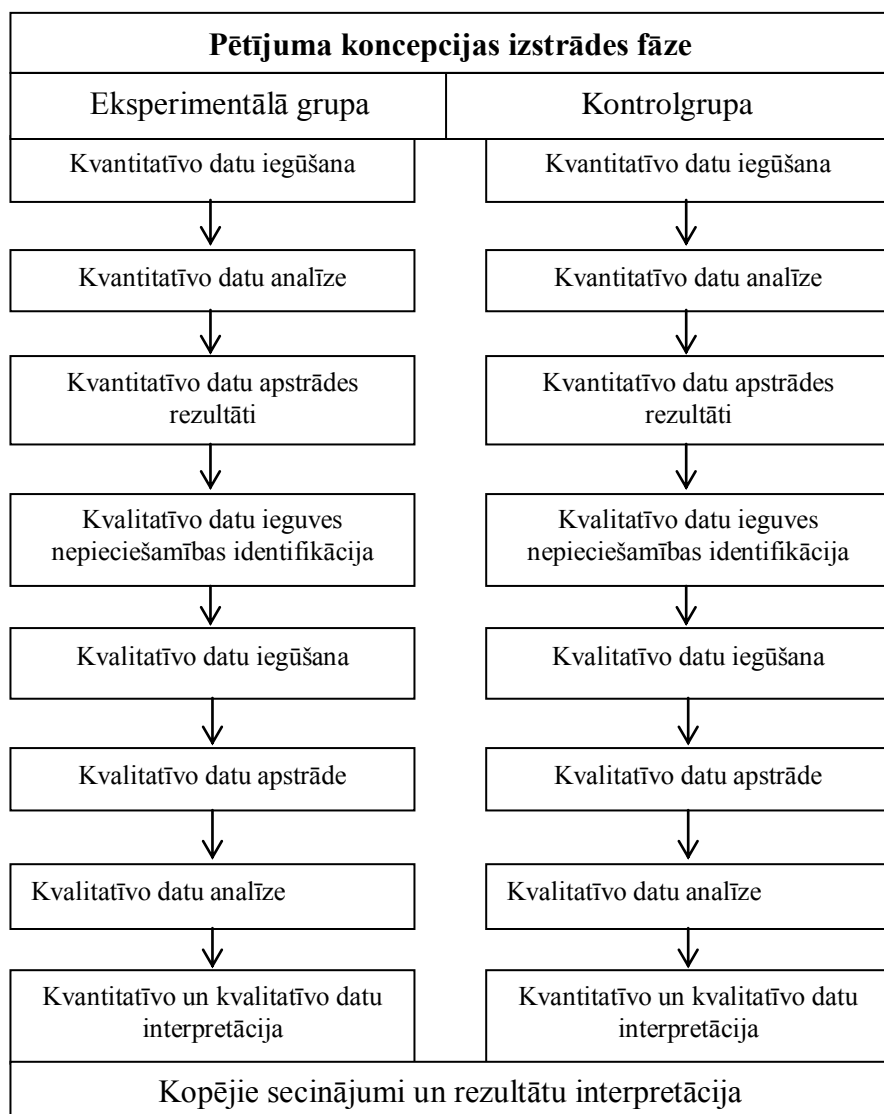 Pētījuma koncepcijas izstrādes fāze
Eksperimentālā grupa
Kontrolgrupa
Kvantitatīvo datu iegūšana
Kvantitatīvo datu analīze
Kvantitatīvo datu apstrādes
rezultāti
Kvalitatīvo datu ieguves
nepieciešamības identifikācija
Kvalitatīvo datu iegūšana
Kvalitatīvo datu apstrāde
Kvalitatīvo datu analīze
Kvantitatīvo un kvalitatīvo datu
interpretācija
Kvantitatīvo datu iegūšana
Kvantitatīvo datu analīze
Kvantitatīvo datu apstrādes
rezultāti
Kvalitatīvo datu ieguves
nepieciešamības identifikācija
Kvalitatīvo datu iegūšana
Kvalitatīvo datu apstrāde
Kvalitatīvo datu analīze
Kvantitatīvo un kvalitatīvo datu
interpretācija
Kopējie secinājumi un rezultātu interpretācija